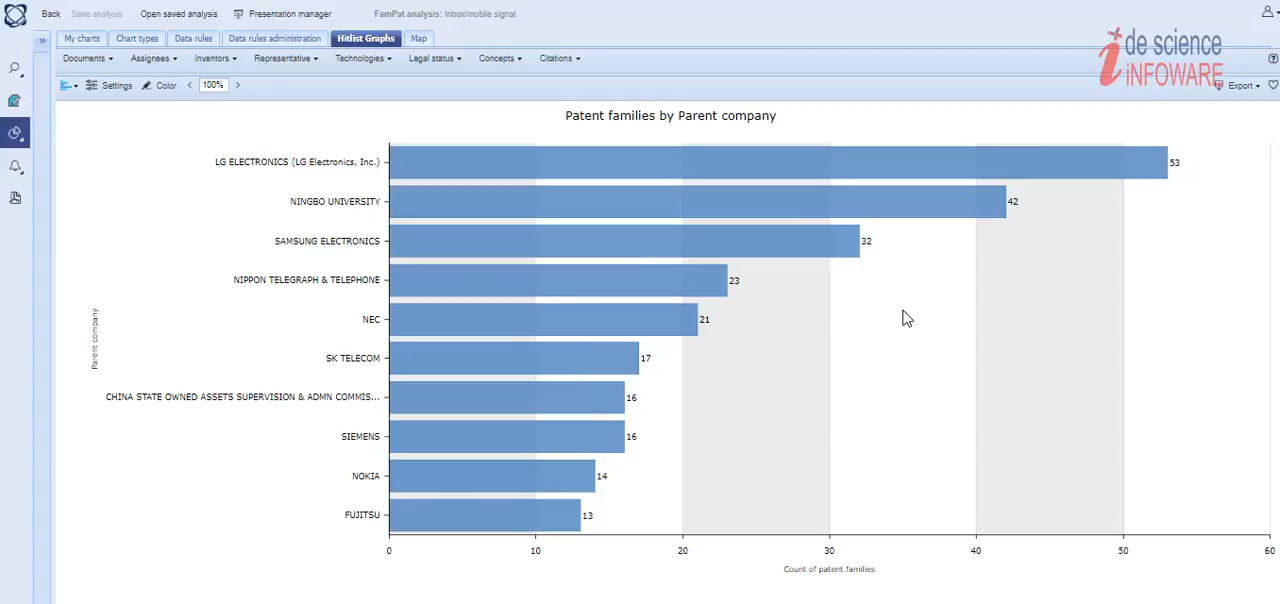 Back Save analysis Open saved analysis Presentation manager FamPat analysis: Inbox/mobile signal
My charts Chart types Data rules Data rules administration Hitlist Graphs Map
Documents Assignees Inventors Representative Technologies Legal status Concepts Citations
Settings Color 100% Export
de science
iNFOWARE
Patent families by Parent company
LG ELECTRONICS (LG Electronics, Inc.) 53
NINGBO UNIVERSITY 42
SAMSUNG ELECTRONICS 32
NIPPON TELEGRAPH & TELEPHONE 23
NEC 21
SK TELECOM 17
CHINA STATE OWNED ASSETS SUPERVISION & ADMN COMMIS... 16
SIEMENS 16
NOKIA 14
FUJITSU 13
Parent company
0 10 20 30 40 50 60
Count of patent families